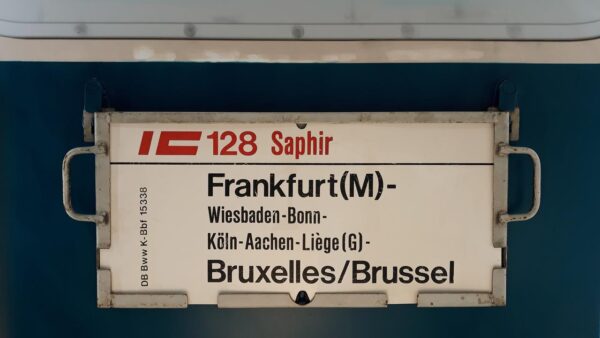 IC 128 Saphir
Frankfurt(M)-
Wiesbaden-Bonn-
Köln-Aachen-Liège(G)-
Bruxelles/Brussel
DB Bww K-Bbf 15338